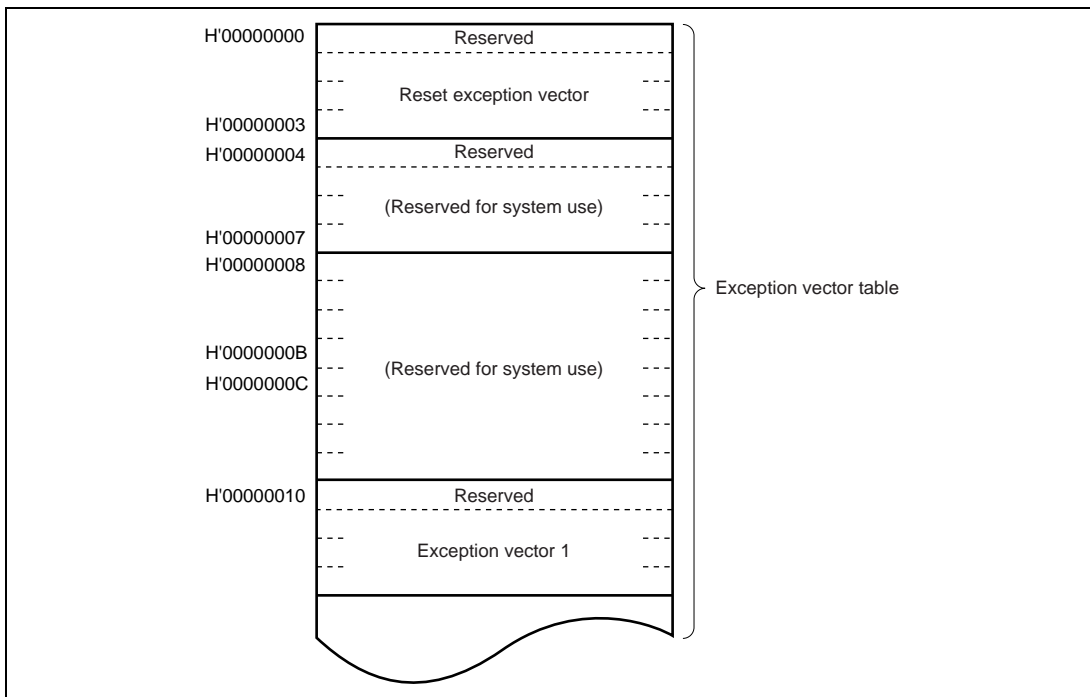 H'00000000 Reserved
Reset exception vector
H'00000003
H'00000004 Reserved
(Reserved for system use)
H'00000007
H'00000008
Exception vector table
H'0000000B
(Reserved for system use)
H'0000000C
H'00000010 Reserved
Exception vector 1